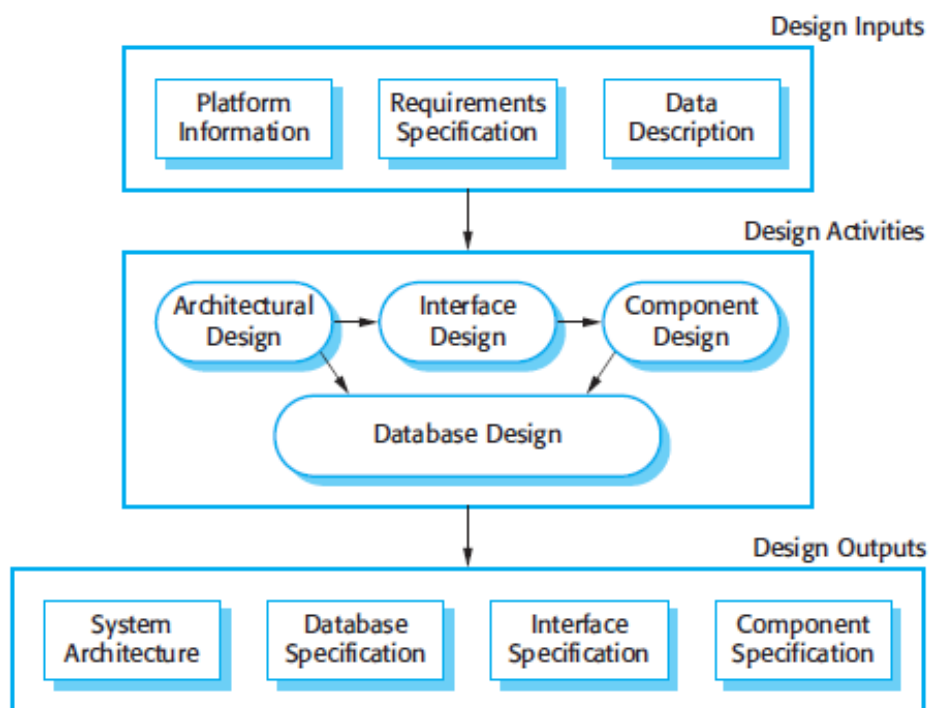 Design Inputs
Platform
Information
Requirements
Specification
Data
Description
Design Activities
Architectural
Design
Interface
Design
Component
Design
Database Design
Design Outputs
System
Architecture
Database
Specification
Interface
Specification
Component
Specification